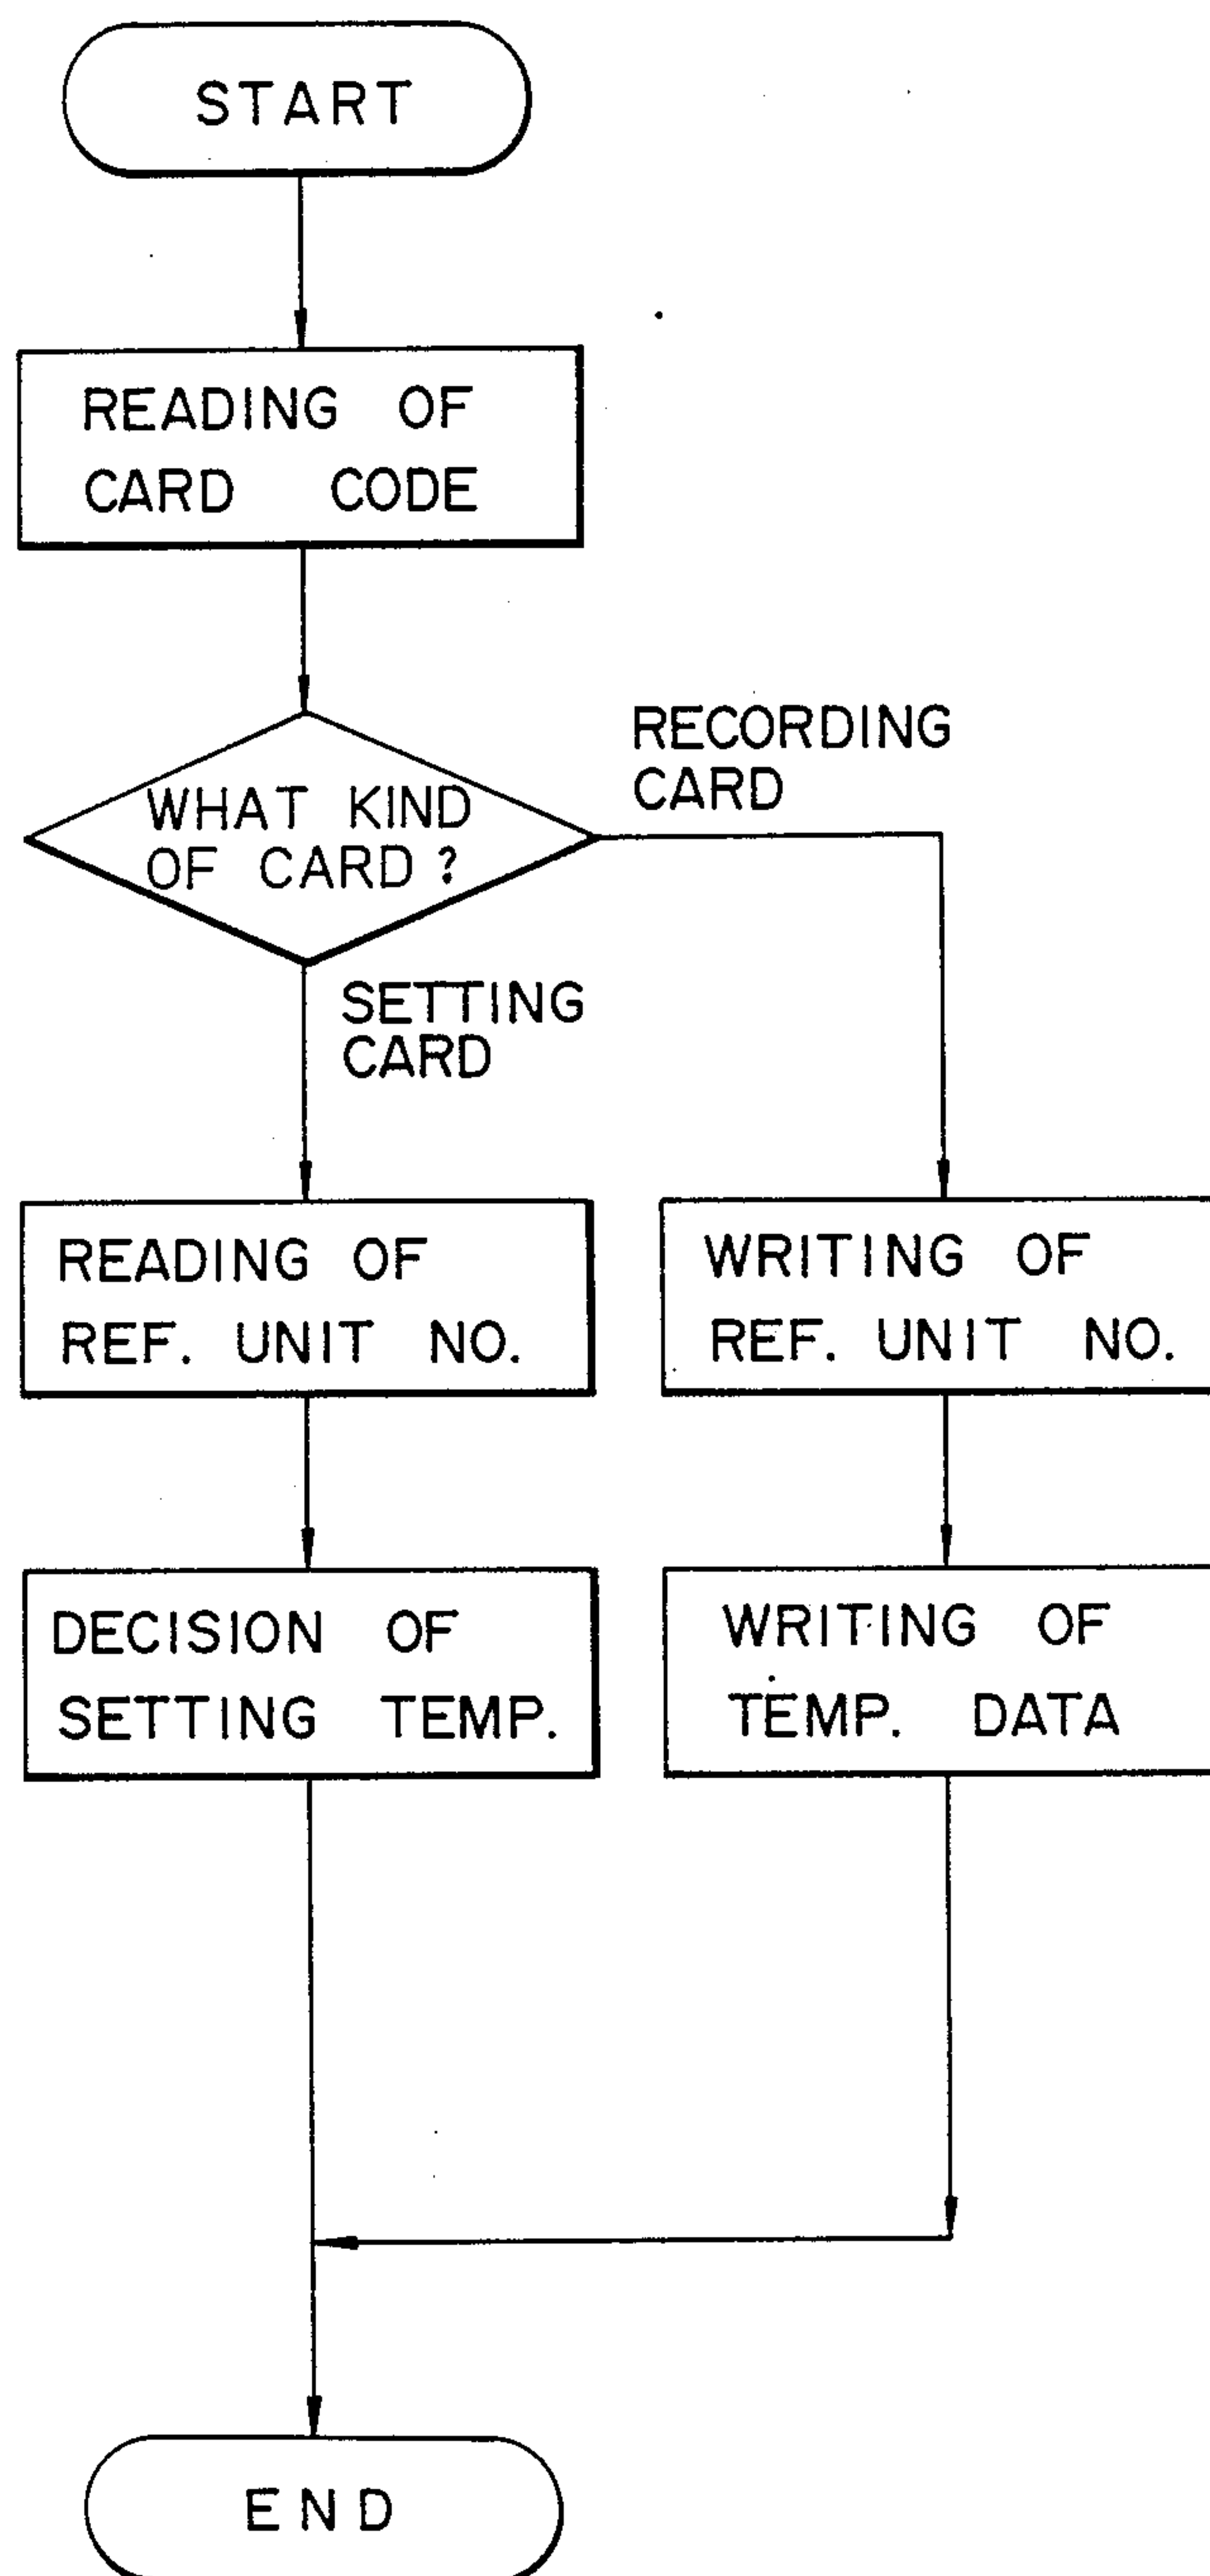 START
READING OF
CARD CODE
WHAT KIND
OF CARD ?
RECORDING
CARD
SETTING
CARD
READING OF
REF. UNIT NO.
WRITING OF
REF. UNIT NO.
DECISION OF
SETTING TEMP.
WRITING OF
TEMP. DATA
END